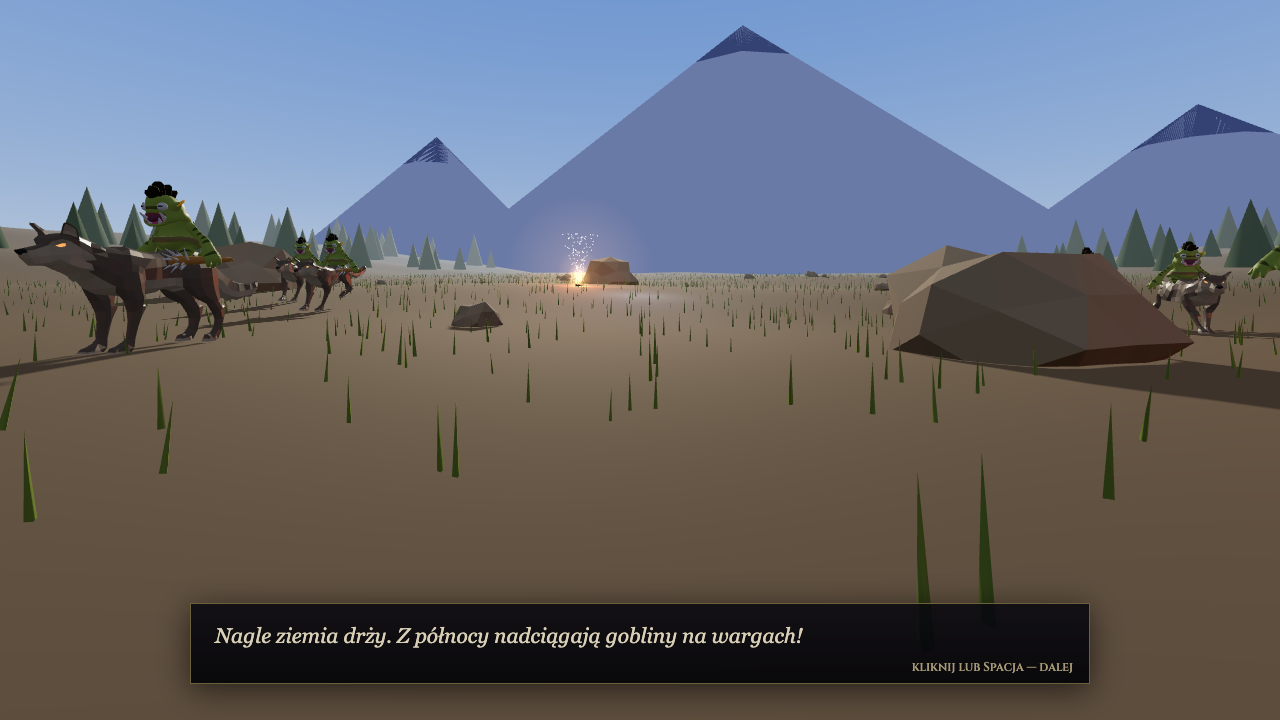 Nagle ziemia drży. Z północy nadciągają gobliny na wargach!
KLIKNIJ LUB SPACJA — DALEJ